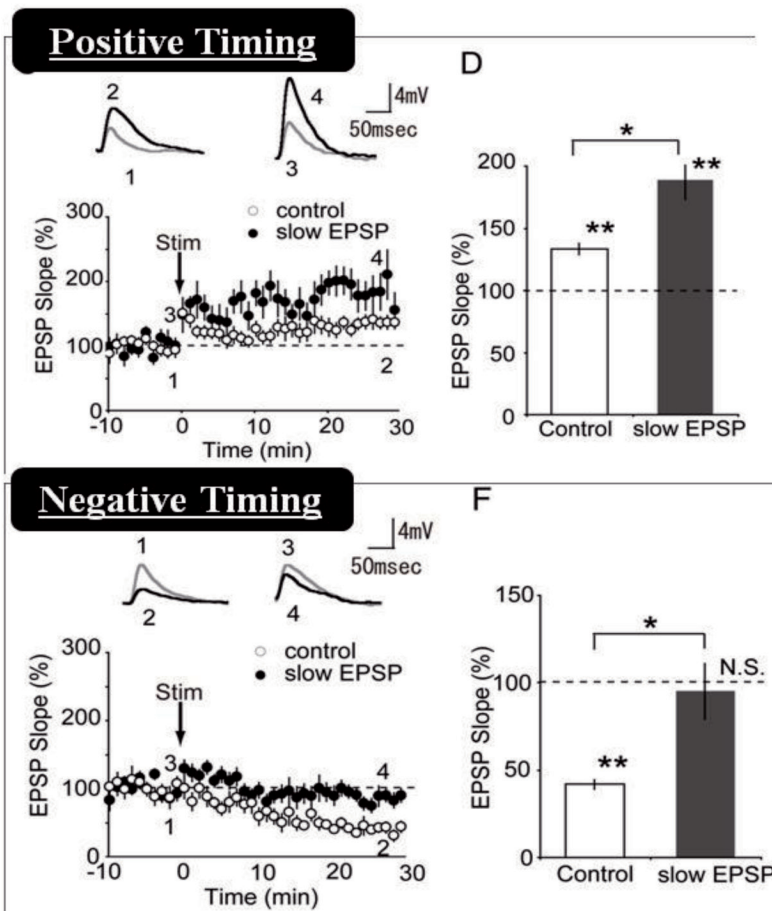 Positive Timing
D
2
4
4mV
50msec
1
3
*
**
**
200
150
100
50
0
EPSP Slope (%)
Control
slow EPSP
300
200
100
0
EPSP Slope (%)
control
slow EPSP
Stim
3
4
1
2
-10
0
10
20
30
Time (min)
Negative Timing
F
1
3
4mV
50msec
2
4
*
N.S.
**
150
100
50
0
EPSP Slope (%)
Control
slow EPSP
300
200
100
0
EPSP Slope (%)
control
slow EPSP
Stim
3
4
1
2
-10
0
10
20
30
Time (min)